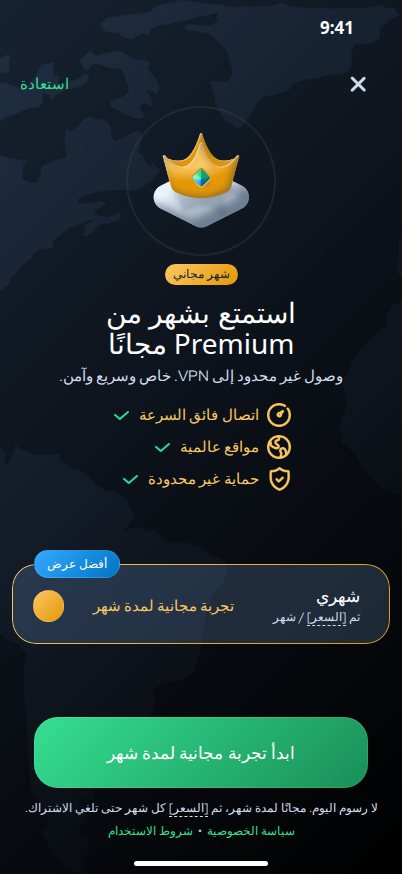 9:41
استعادة
شهر مجاني
استمتع بشهر من
Premium مجانًا
وصول غير محدود إلى VPN. خاص وسريع وآمن.
اتصال فائق السرعة
مواقع عالمية
حماية غير محدودة
أفضل عرض
شهري
ثم [السعر] / شهر
تجربة مجانية لمدة شهر
ابدأ تجربة مجانية لمدة شهر
لا رسوم اليوم. مجانًا لمدة شهر، ثم [السعر] كل شهر حتى تلغي الاشتراك.
سياسة الخصوصية • شروط الاستخدام